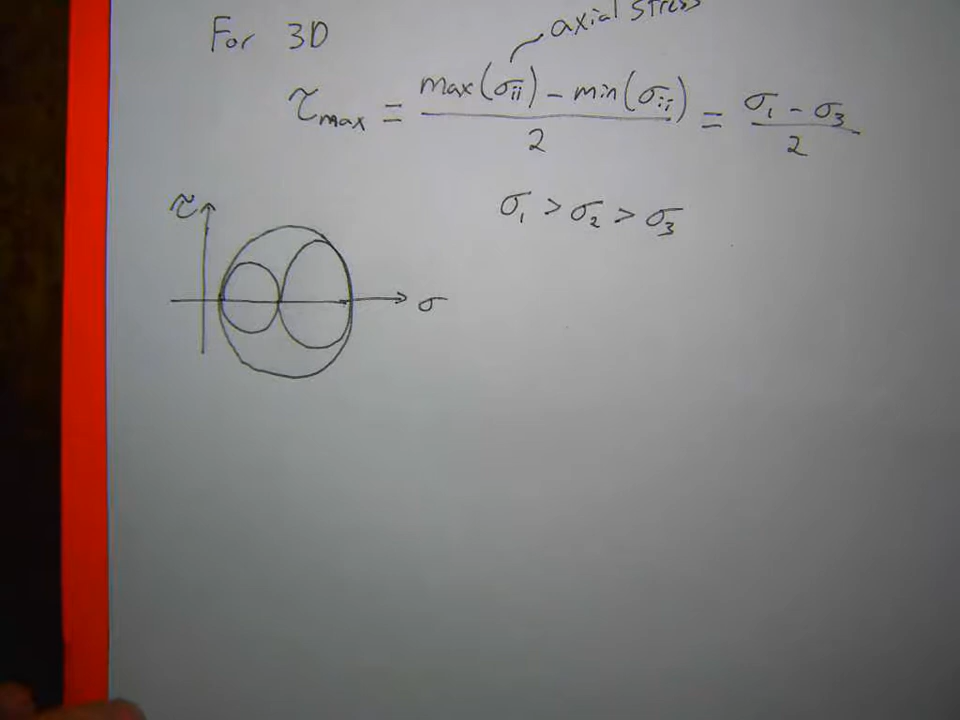 For 3D
axial stress
τmax = max(σii) - min(σii) / 2 = σ1 - σ3 / 2
σ1 > σ2 > σ3
τ
σ